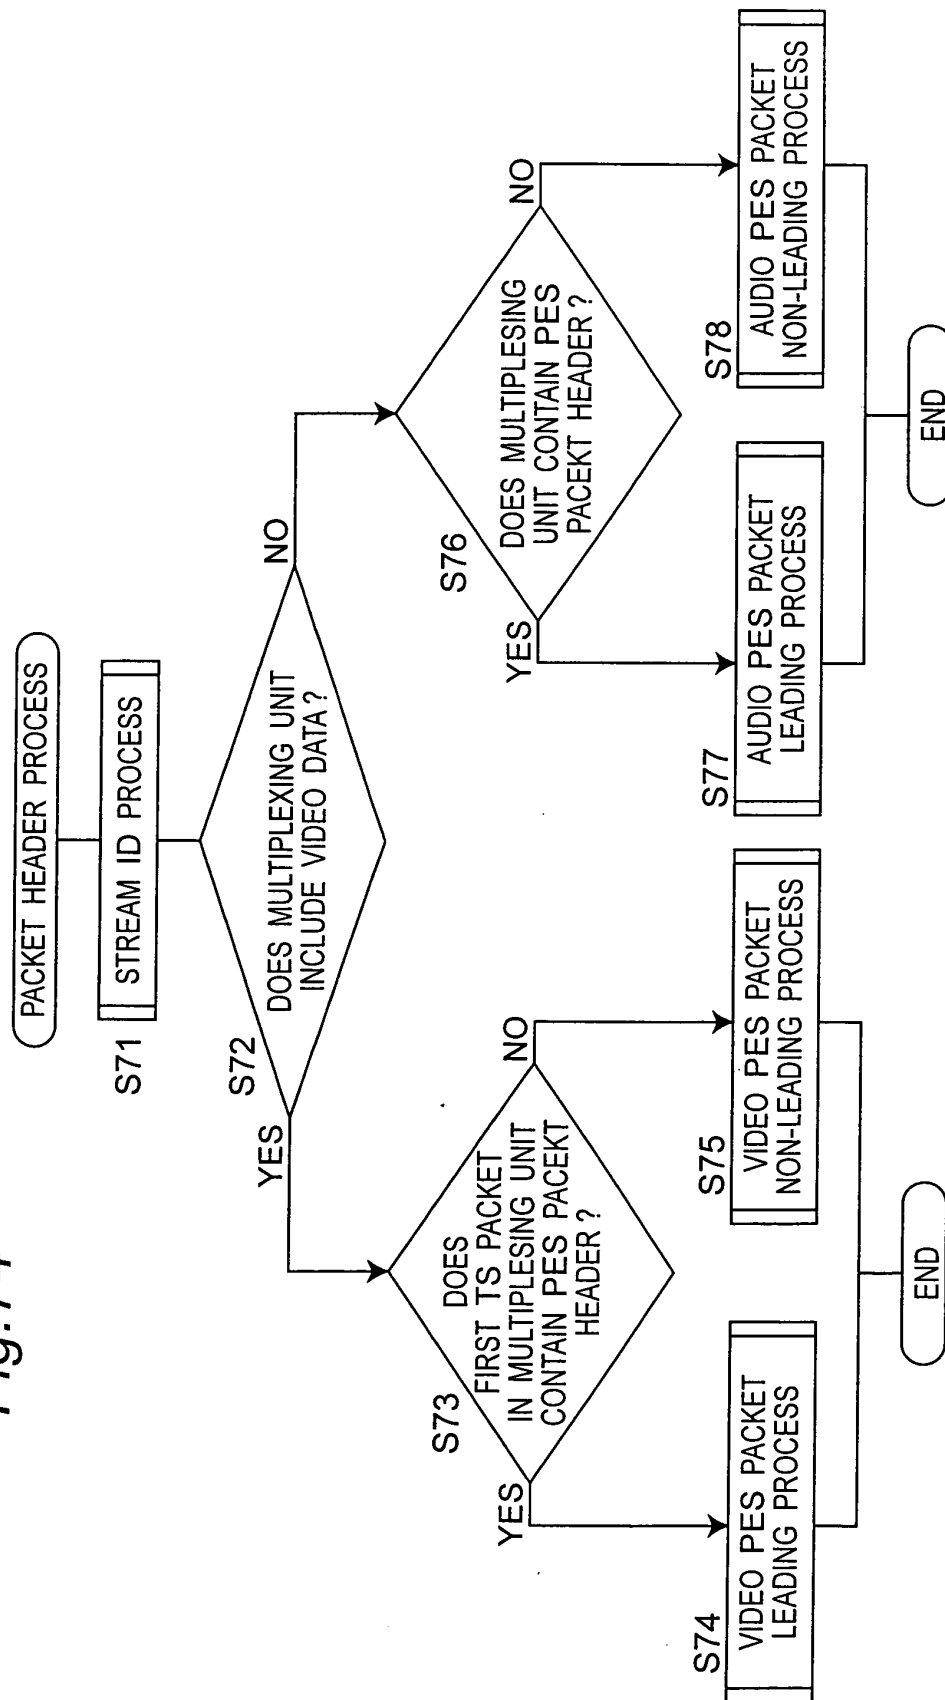 PACKET HEADER PROCESS
S71
STREAM ID PROCESS
S72
DOES MULTIPLEXING UNIT
INCLUDE VIDEO DATA?
YES
NO
S73
DOES
FIRST TS PACKET
IN MULTIPLESING UNIT
CONTAIN PES PACEKT
HEADER?
YES
NO
S74
VIDEO PES PACKET
LEADING PROCESS
S75
VIDEO PES PACKET
NON-LEADING PROCESS
END
S76
DOES MULTIPLESING
UNIT CONTAIN PES
PACEKT HEADER?
YES
NO
S77
AUDIO PES PACKET
LEADING PROCESS
S78
AUDIO PES PACKET
NON-LEADING PROCESS
END